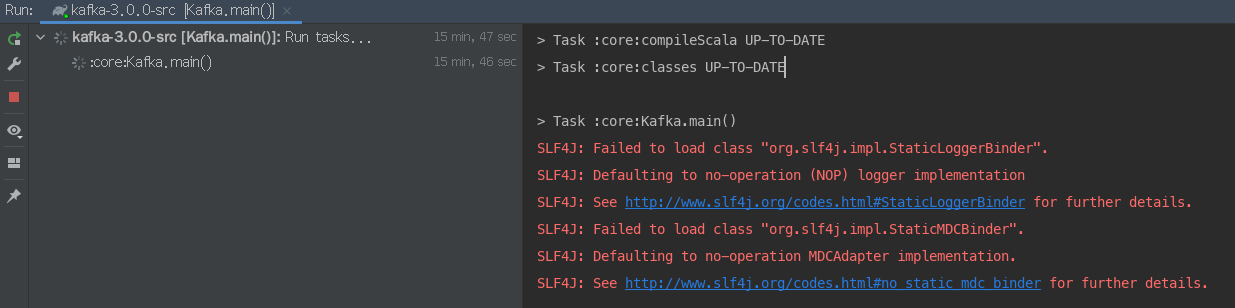 Run: kafka-3.0.0-src [Kafka.main()] ×
kafka-3.0.0-src [Kafka.main()]: Run tasks... 15 min, 47 sec
:core:Kafka.main() 15 min, 46 sec
> Task :core:compileScala UP-TO-DATE
> Task :core:classes UP-TO-DATE
> Task :core:Kafka.main()
SLF4J: Failed to load class "org.slf4j.impl.StaticLoggerBinder".
SLF4J: Defaulting to no-operation (NOP) logger implementation
SLF4J: See http://www.slf4j.org/codes.html#StaticLoggerBinder for further details.
SLF4J: Failed to load class "org.slf4j.impl.StaticMDCBinder".
SLF4J: Defaulting to no-operation MDCAdapter implementation.
SLF4J: See http://www.slf4j.org/codes.html#no_static_mdc_binder for further details.